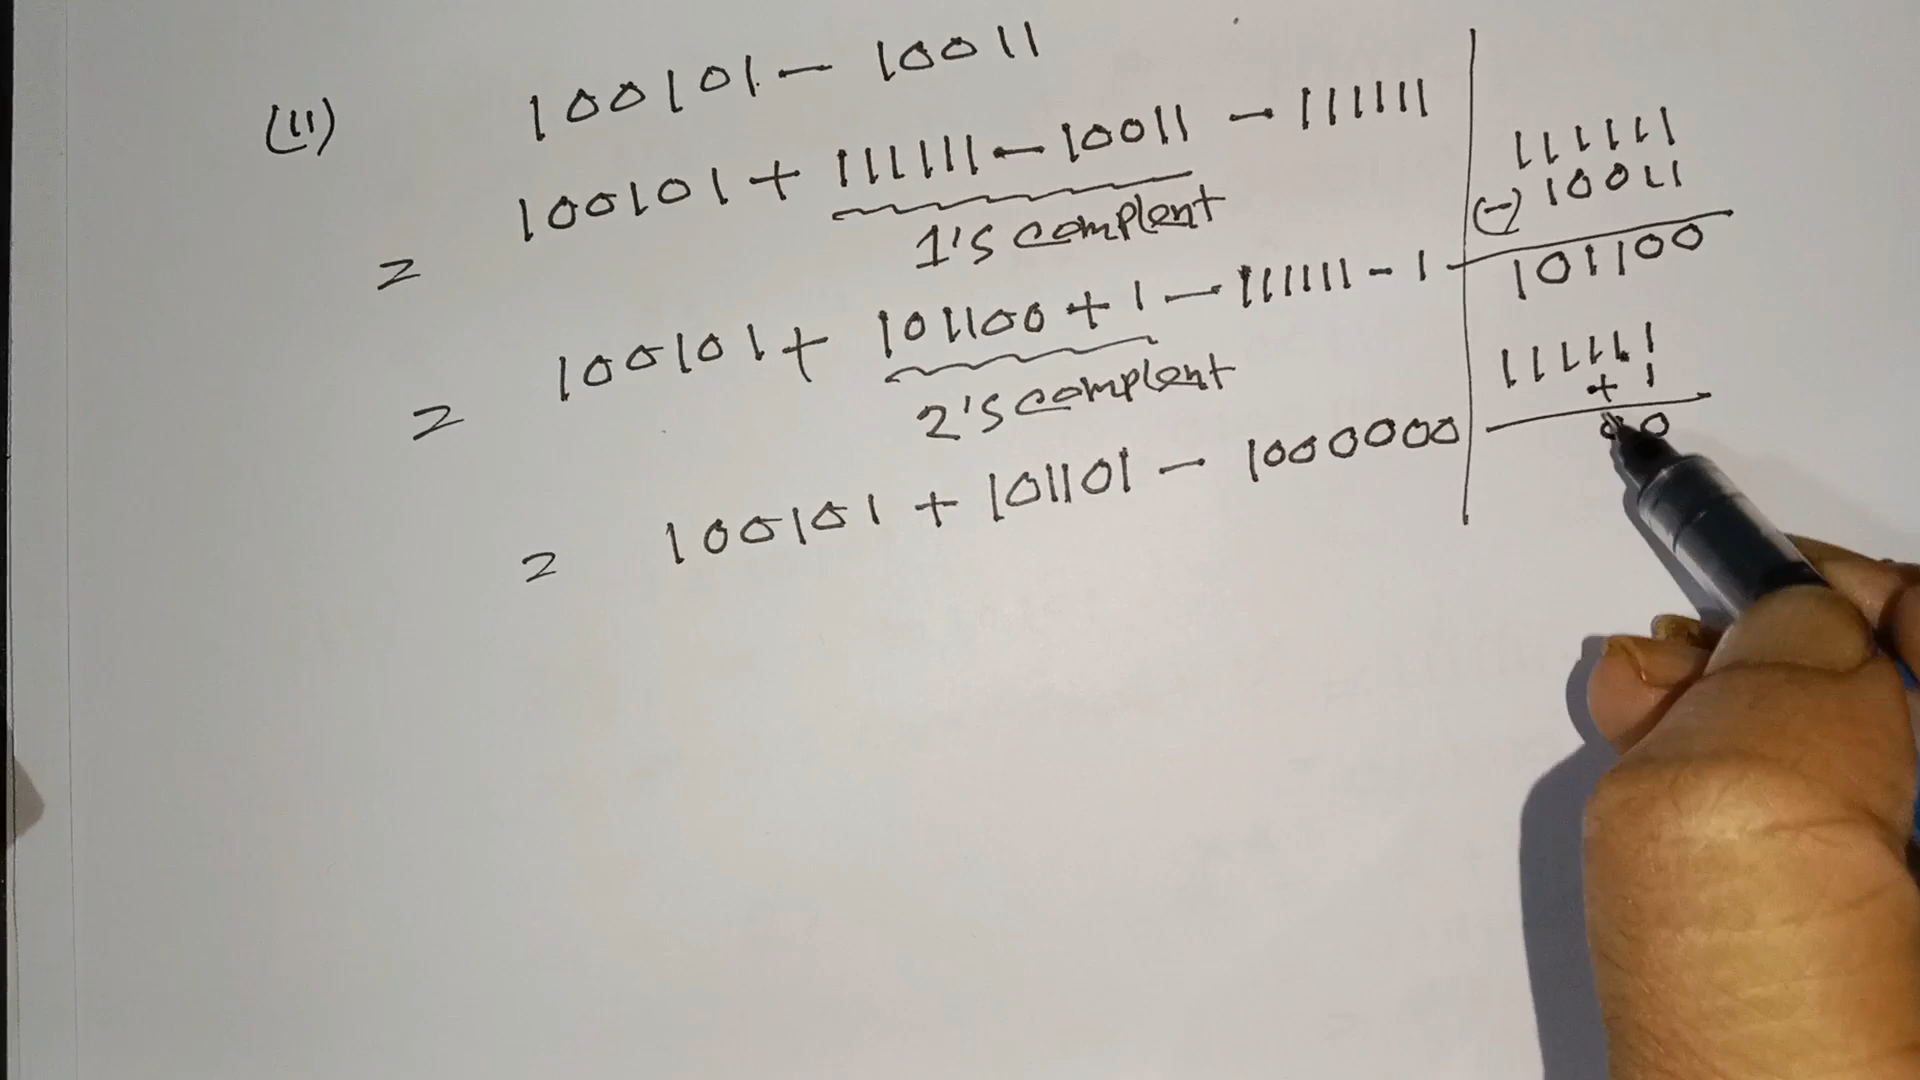 (ii) 100101 - 10011
= 100101 + 111111 - 10011 - 111111
1's complent
= 100101 + 101100 + 1 - 111111 - 1
2's complent
= 100101 + 101101 - 1000000
111111
(-) 10011
101100
111111
+ 1
00